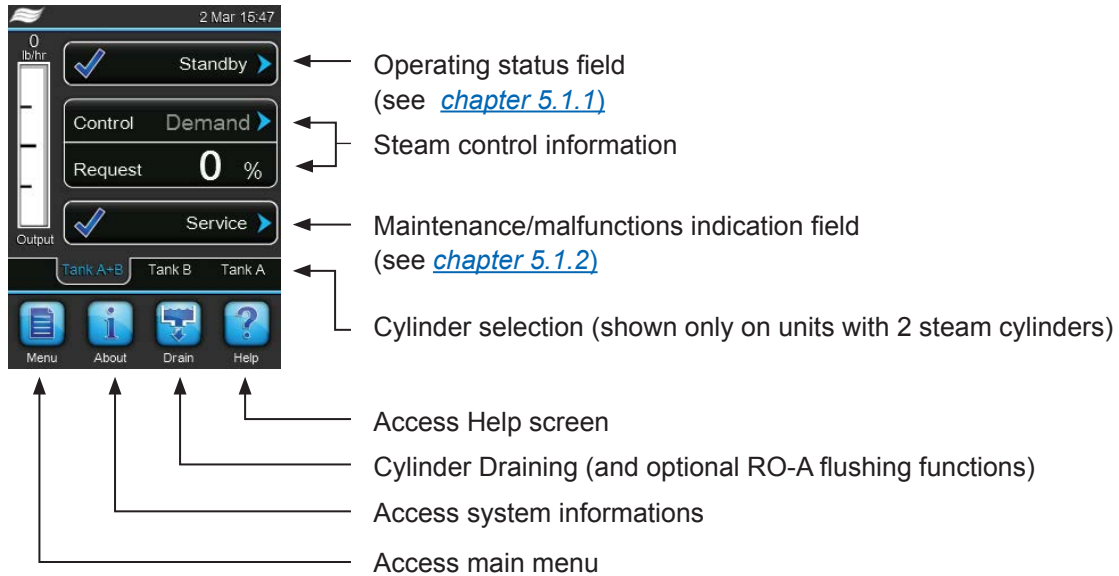 2 Mar 15:47
0
lb/hr
Standby
Operating status field
(see chapter 5.1.1)
Control Demand
Steam control information
Request 0 %
Service
Maintenance/malfunctions indication field
(see chapter 5.1.2)
Output
Tank A+B Tank B Tank A
Cylinder selection (shown only on units with 2 steam cylinders)
Menu About Drain Help
Access Help screen
Cylinder Draining (and optional RO-A flushing functions)
Access system informations
Access main menu